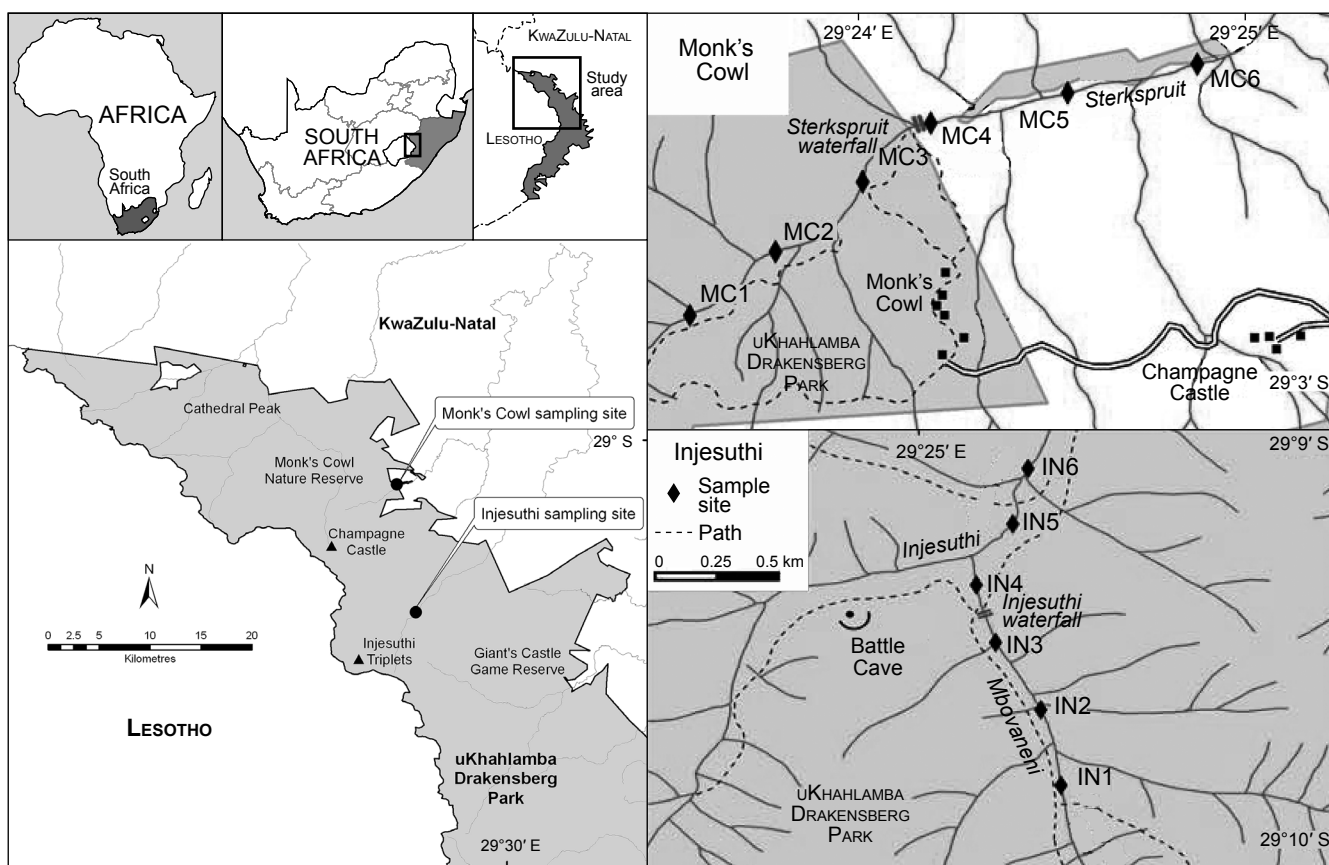 AFRICA
South
Africa
SOUTH
AFRICA
KWAZULU-NATAL
Study
area
LESOTHO
KwaZulu-Natal
Cathedral Peak
Monk's Cowl sampling site
29° S
Monk's Cowl
Nature Reserve
Injesuthi sampling site
Champagne
Castle
N
0 2.5 5 10 15 20
Kilometres
Injesuthi
Triplets
Giant's Castle
Game Reserve
LESOTHO
uKhahlamba
Drakensberg
Park
29°30′ E
Monk's
Cowl
29°24′ E
29°25′ E
MC6
MC5
Sterkspruit
MC4
Sterkspruit
waterfall
MC3
MC2
MC1
Monk's
Cowl
UKHAHLAMBA
DRAKENSBERG
PARK
Champagne
Castle
29°3′ S
Injesuthi
Sample
site
Path
0 0.25 0.5 km
29°25′ E
29°9′ S
IN6
IN5
Injesuthi
IN4
Injesuthi
waterfall
IN3
Battle
Cave
Mbovaneni
IN2
IN1
UKHAHLAMBA
DRAKENSBERG
PARK
29°10′ S